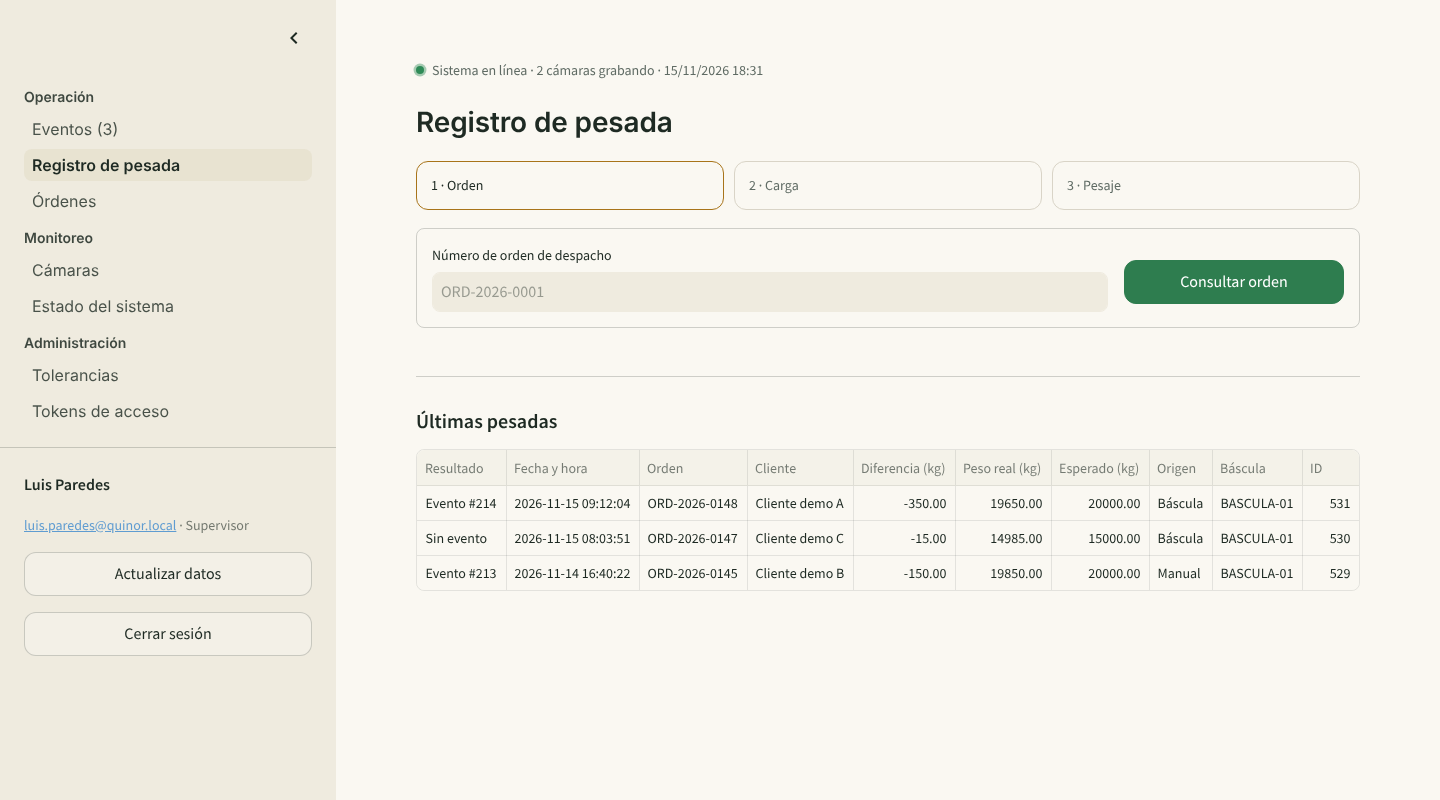 Operación
Eventos (3)
Registro de pesada
Órdenes
Monitoreo
Cámaras
Estado del sistema
Administración
Tolerancias
Tokens de acceso
Luis Paredes
luis.paredes@quinor.local · Supervisor
Actualizar datos
Cerrar sesión
Sistema en línea · 2 cámaras grabando · 15/11/2026 18:31
Registro de pesada
1 · Orden
2 · Carga
3 · Pesaje
Número de orden de despacho
ORD-2026-0001
Consultar orden
Últimas pesadas
Resultado Fecha y hora Orden Cliente Diferencia (kg) Peso real (kg) Esperado (kg) Origen Báscula ID
Evento #214 2026-11-15 09:12:04 ORD-2026-0148 Cliente demo A -350.00 19650.00 20000.00 Báscula BASCULA-01 531
Sin evento 2026-11-15 08:03:51 ORD-2026-0147 Cliente demo C -15.00 14985.00 15000.00 Báscula BASCULA-01 530
Evento #213 2026-11-14 16:40:22 ORD-2026-0145 Cliente demo B -150.00 19850.00 20000.00 Manual BASCULA-01 529